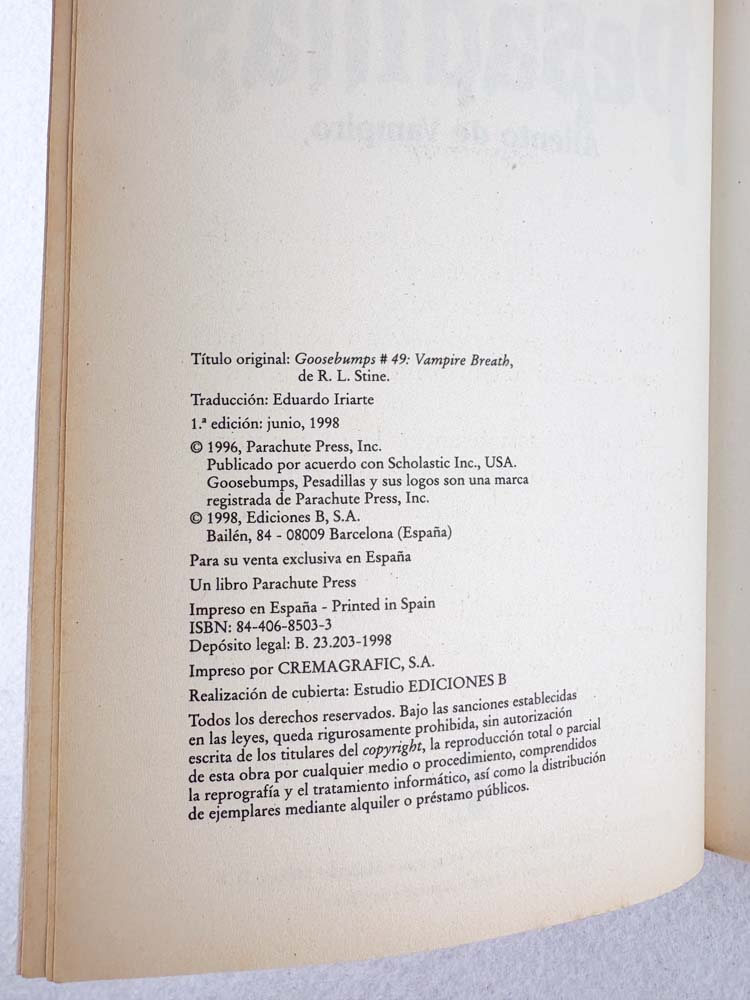 Título original: Goosebumps # 49: Vampire Breath,
de R. L. Stine.
Traducción: Eduardo Iriarte
1.ª edición: junio, 1998
© 1996, Parachute Press, Inc.
Publicado por acuerdo con Scholastic Inc., USA.
Goosebumps, Pesadillas y sus logos son una marca
registrada de Parachute Press, Inc.
© 1998, Ediciones B, S.A.
Bailén, 84 - 08009 Barcelona (España)
Para su venta exclusiva en España
Un libro Parachute Press
Impreso en España - Printed in Spain
ISBN: 84-406-8503-3
Depósito legal: B. 23.203-1998
Impreso por CREMAGRAFIC, S.A.
Realización de cubierta: Estudio EDICIONES B
Todos los derechos reservados. Bajo las sanciones establecidas
en las leyes, queda rigurosamente prohibida, sin autorización
escrita de los titulares del copyright, la reproducción total o parcial
de esta obra por cualquier medio o procedimiento, comprendidos
la reprografía y el tratamiento informático, así como la distribución
de ejemplares mediante alquiler o préstamo públicos.